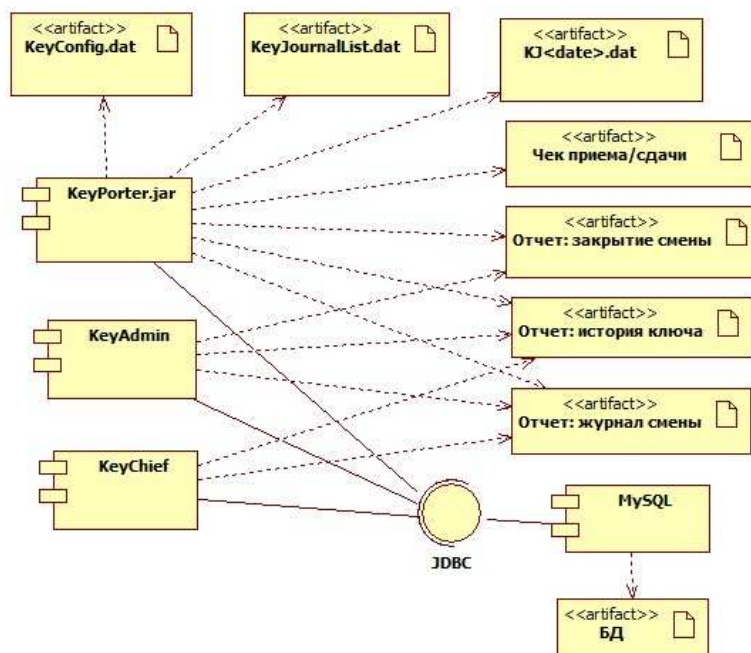 <<artifact>>
KeyConfig.dat
<<artifact>>
KeyJournalList.dat
<<artifact>>
KJ<date>.dat
<<artifact>>
Чек приема/сдачи
KeyPorter.jar
<<artifact>>
Отчет: закрытие смены
KeyAdmin
<<artifact>>
Отчет: история ключа
<<artifact>>
Отчет: журнал смены
KeyChief
MySQL
JDBC
<<artifact>>
БД